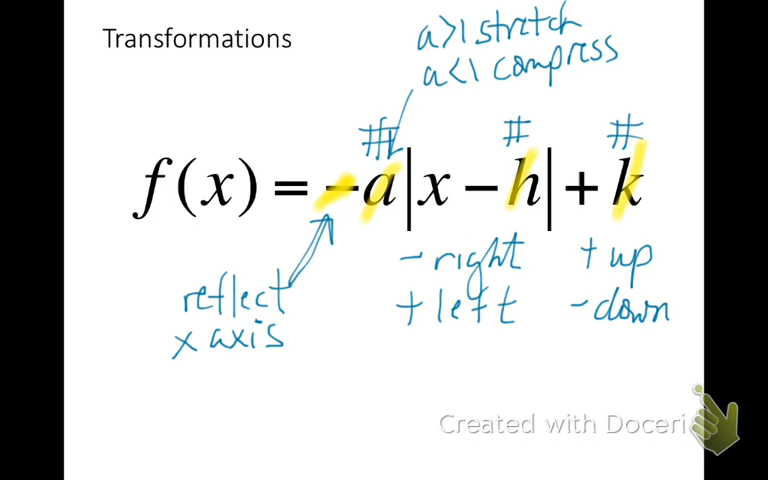 Transformations
a>1 stretch
a<1 compress
# # #
f(x) = −a|x − h| + k
− right + up
reflect + left − down
x axis
Created with Doceri